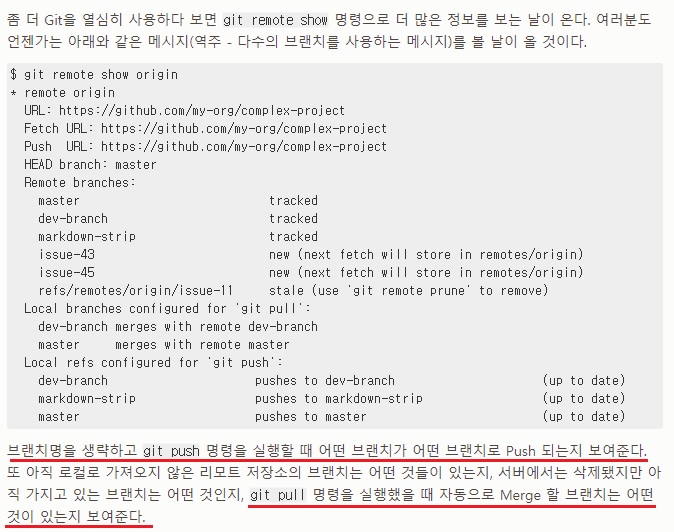 좀 더 Git을 열심히 사용하다 보면 git remote show 명령으로 더 많은 정보를 보는 날이 온다. 여러분도
언젠가는 아래와 같은 메시지(역주 - 다수의 브랜치를 사용하는 메시지)를 볼 날이 올 것이다.
$ git remote show origin
* remote origin
  URL: https://github.com/my-org/complex-project
  Fetch URL: https://github.com/my-org/complex-project
  Push  URL: https://github.com/my-org/complex-project
  HEAD branch: master
  Remote branches:
    master                           tracked
    dev-branch                       tracked
    markdown-strip                   tracked
    issue-43                         new (next fetch will store in remotes/origin)
    issue-45                         new (next fetch will store in remotes/origin)
    refs/remotes/origin/issue-11     stale (use 'git remote prune' to remove)
  Local branches configured for 'git pull':
    dev-branch merges with remote dev-branch
    master     merges with remote master
  Local refs configured for 'git push':
    dev-branch                     pushes to dev-branch                     (up to date)
    markdown-strip                 pushes to markdown-strip                 (up to date)
    master                         pushes to master                         (up to date)
브랜치명을 생략하고 git push 명령을 실행할 때 어떤 브랜치가 어떤 브랜치로 Push 되는지 보여준다.
또 아직 로컬로 가져오지 않은 리모트 저장소의 브랜치는 어떤 것들이 있는지, 서버에서는 삭제됐지만 아
직 가지고 있는 브랜치는 어떤 것인지, git pull 명령을 실행했을 때 자동으로 Merge 할 브랜치는 어떤
것이 있는지 보여준다.